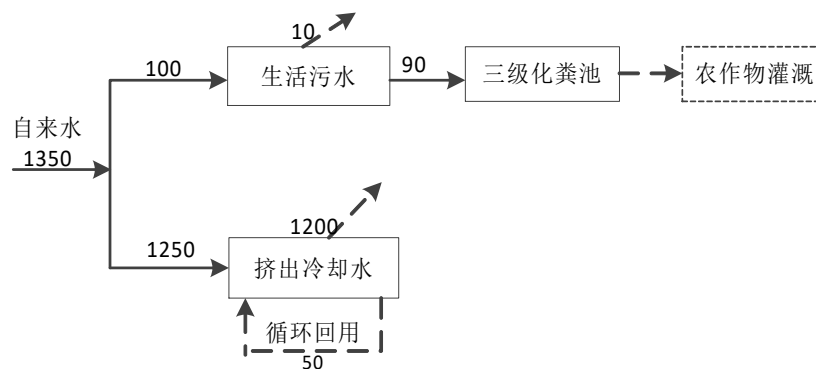 10
100
生活污水
90
三级化粪池
农作物灌溉
自来水
1350
1200
1250
挤出冷却水
循环回用
50